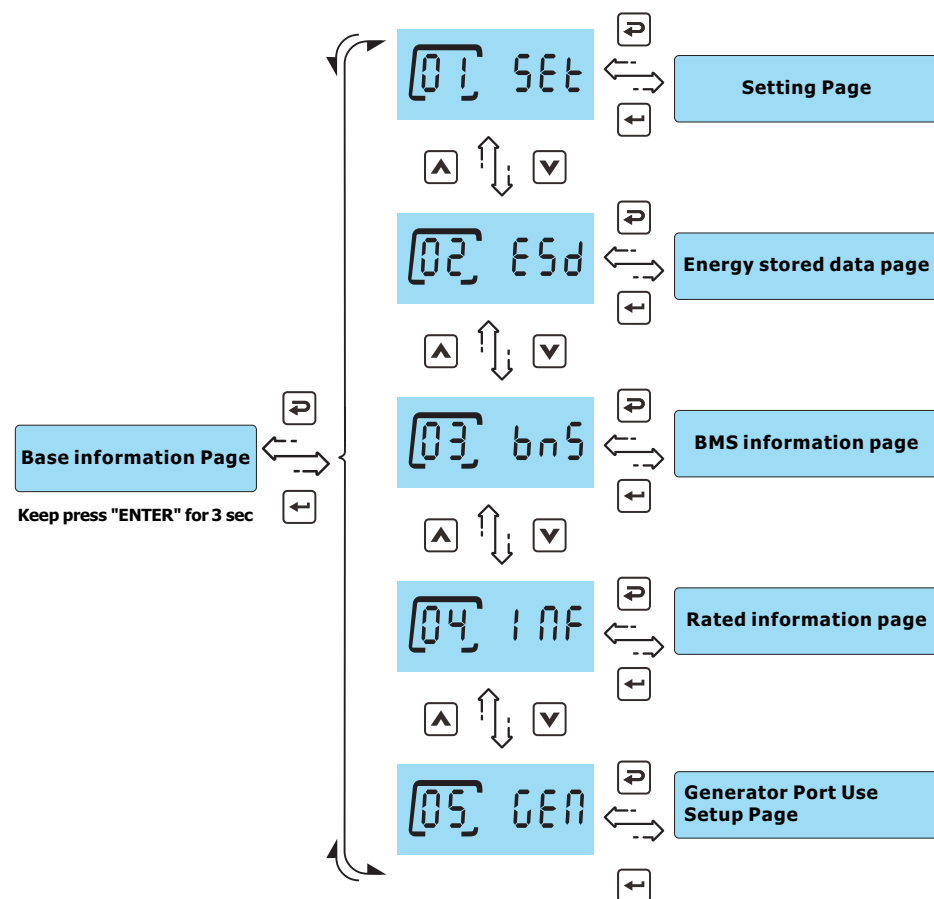 01 SEt
Setting Page
02 ESd
Energy stored data page
03 bnS
BMS information page
Base information Page
Keep press "ENTER" for 3 sec
04 INF
Rated information page
05 GEN
Generator Port Use
Setup Page